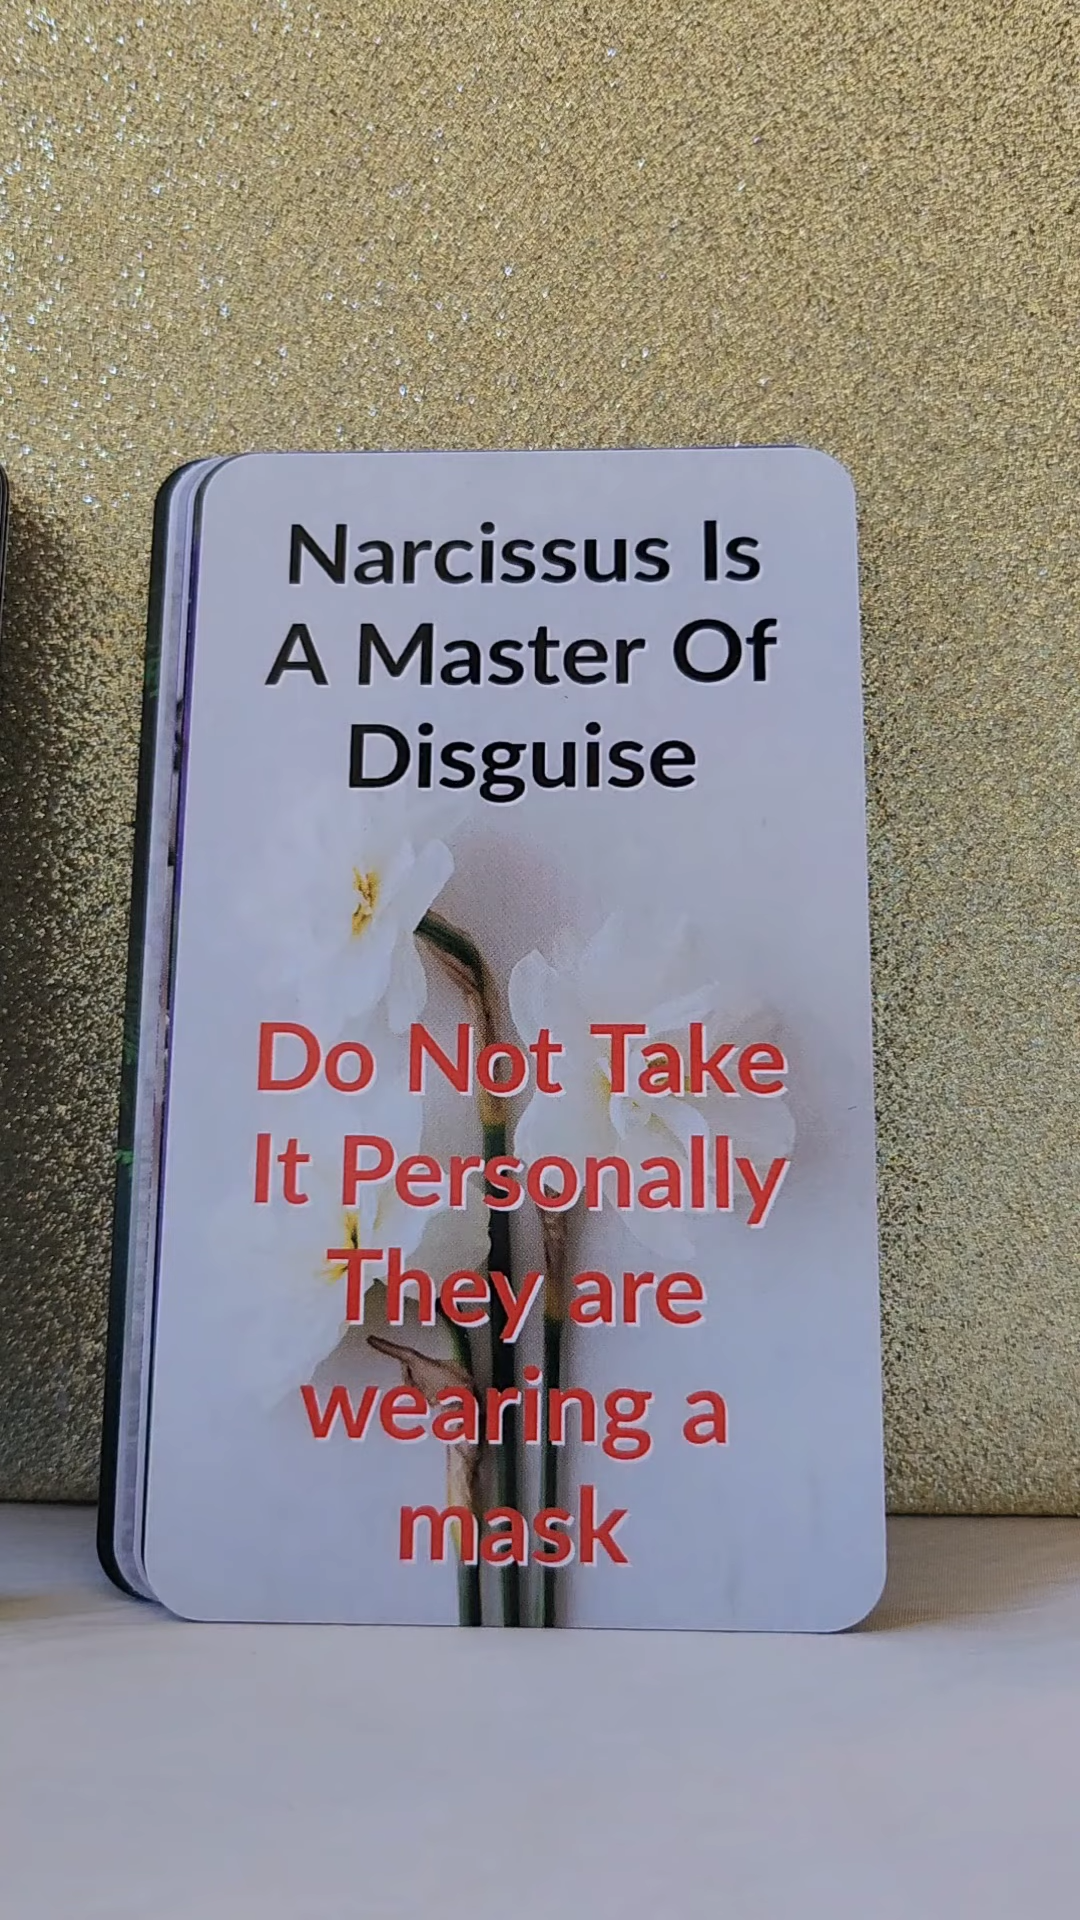 Narcissus Is
A Master Of
Disguise
Do Not Take
It Personally
They are
wearing a
mask